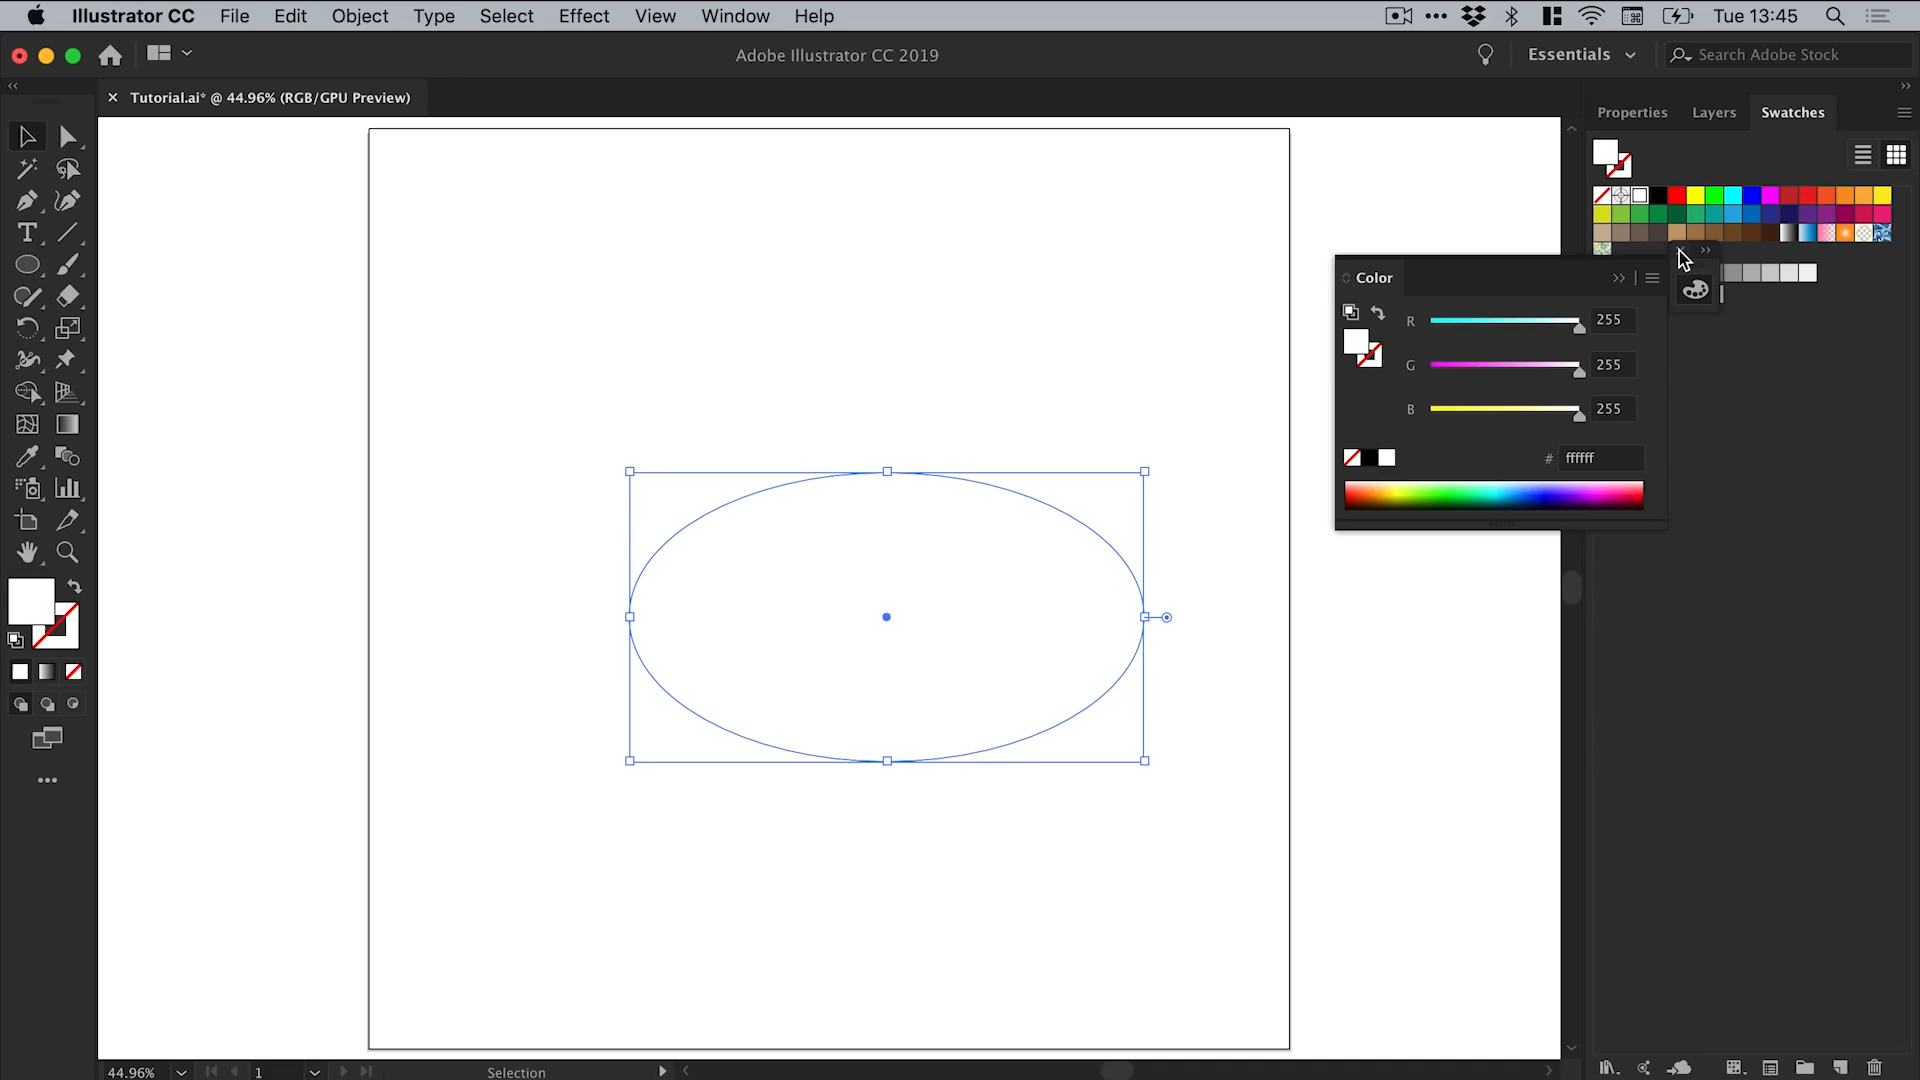 Illustrator CC File Edit Object Type Select Effect View Window Help Tue 13:45
Adobe Illustrator CC 2019 Essentials Search Adobe Stock
Tutorial.ai* @ 44.96% (RGB/GPU Preview)
Properties Layers Swatches
Color
R 255
G 255
B 255
# ffffff
44.96% 1 Selection